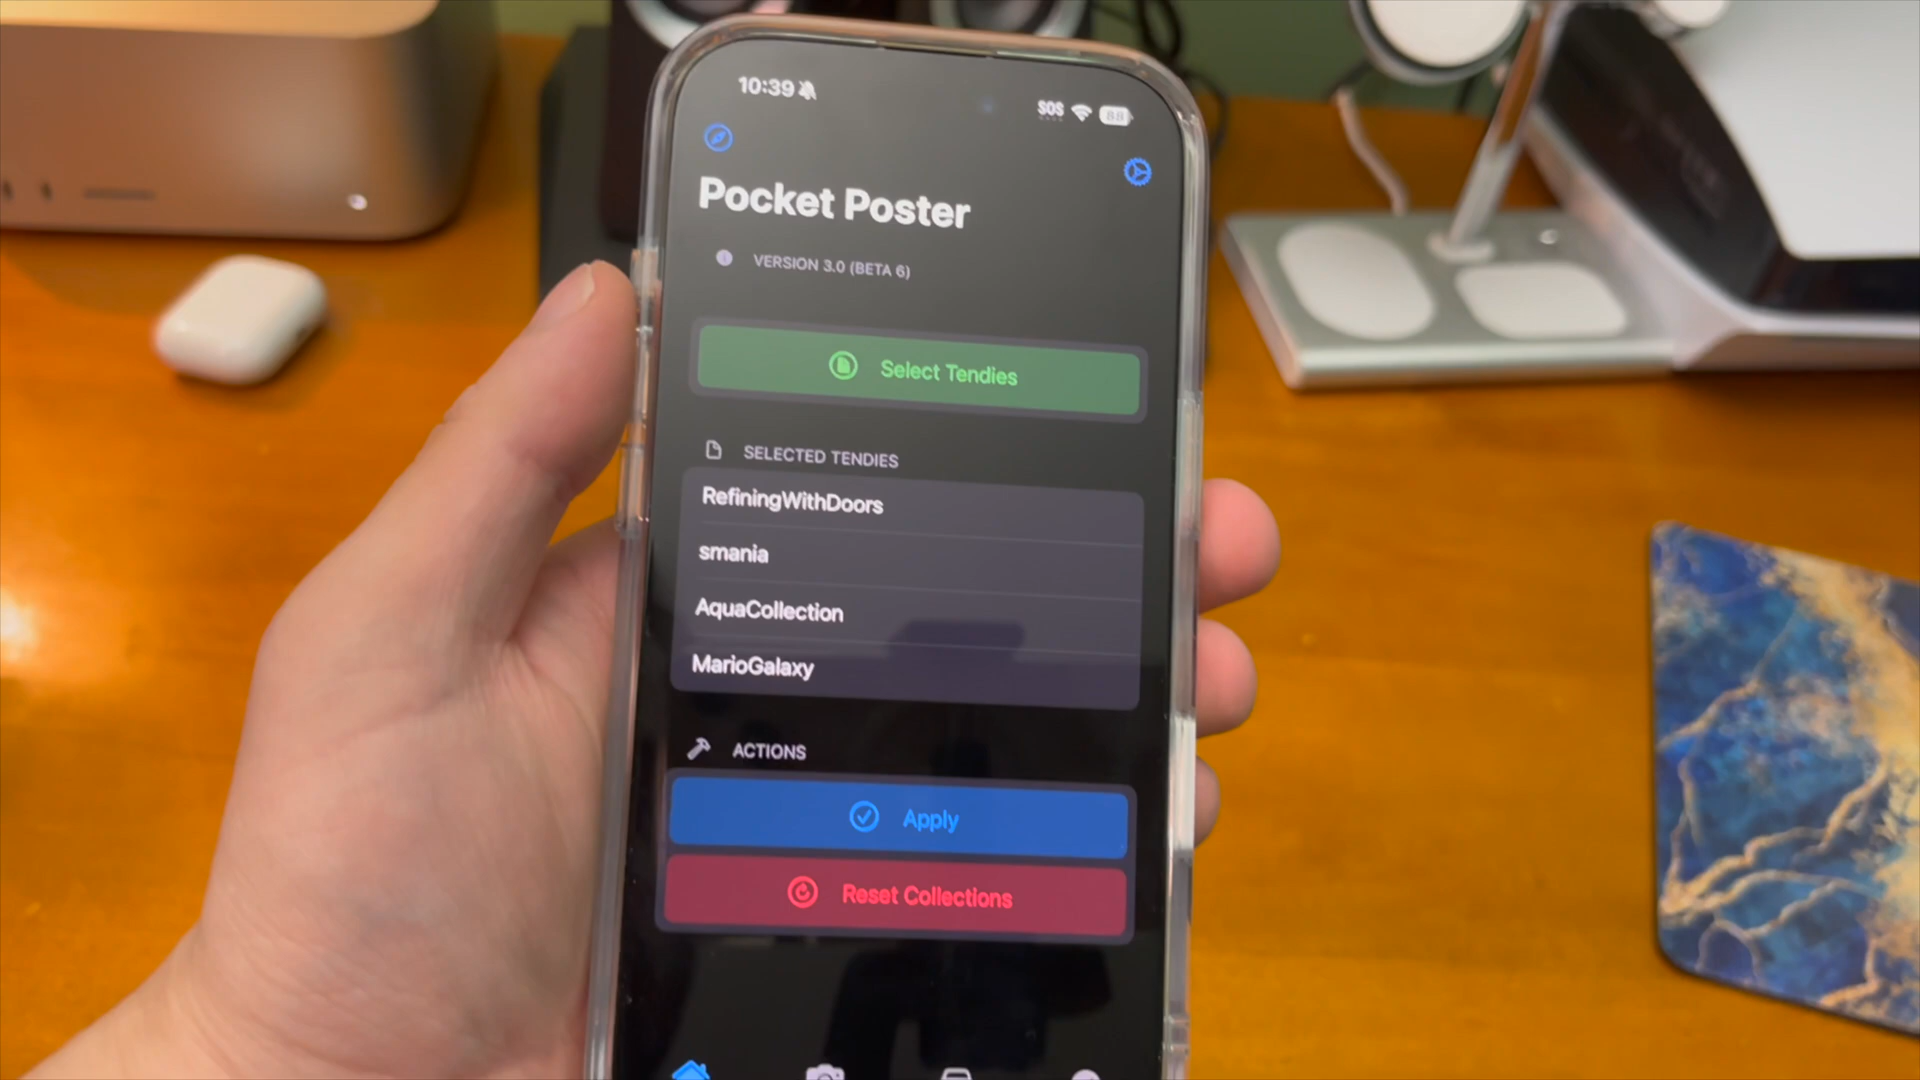 10:39
SOS
88
Pocket Poster
VERSION 3.0 (BETA 6)
Select Tendies
SELECTED TENDIES
RefiningWithDoors
smania
AquaCollection
MarioGalaxy
ACTIONS
Apply
Reset Collections